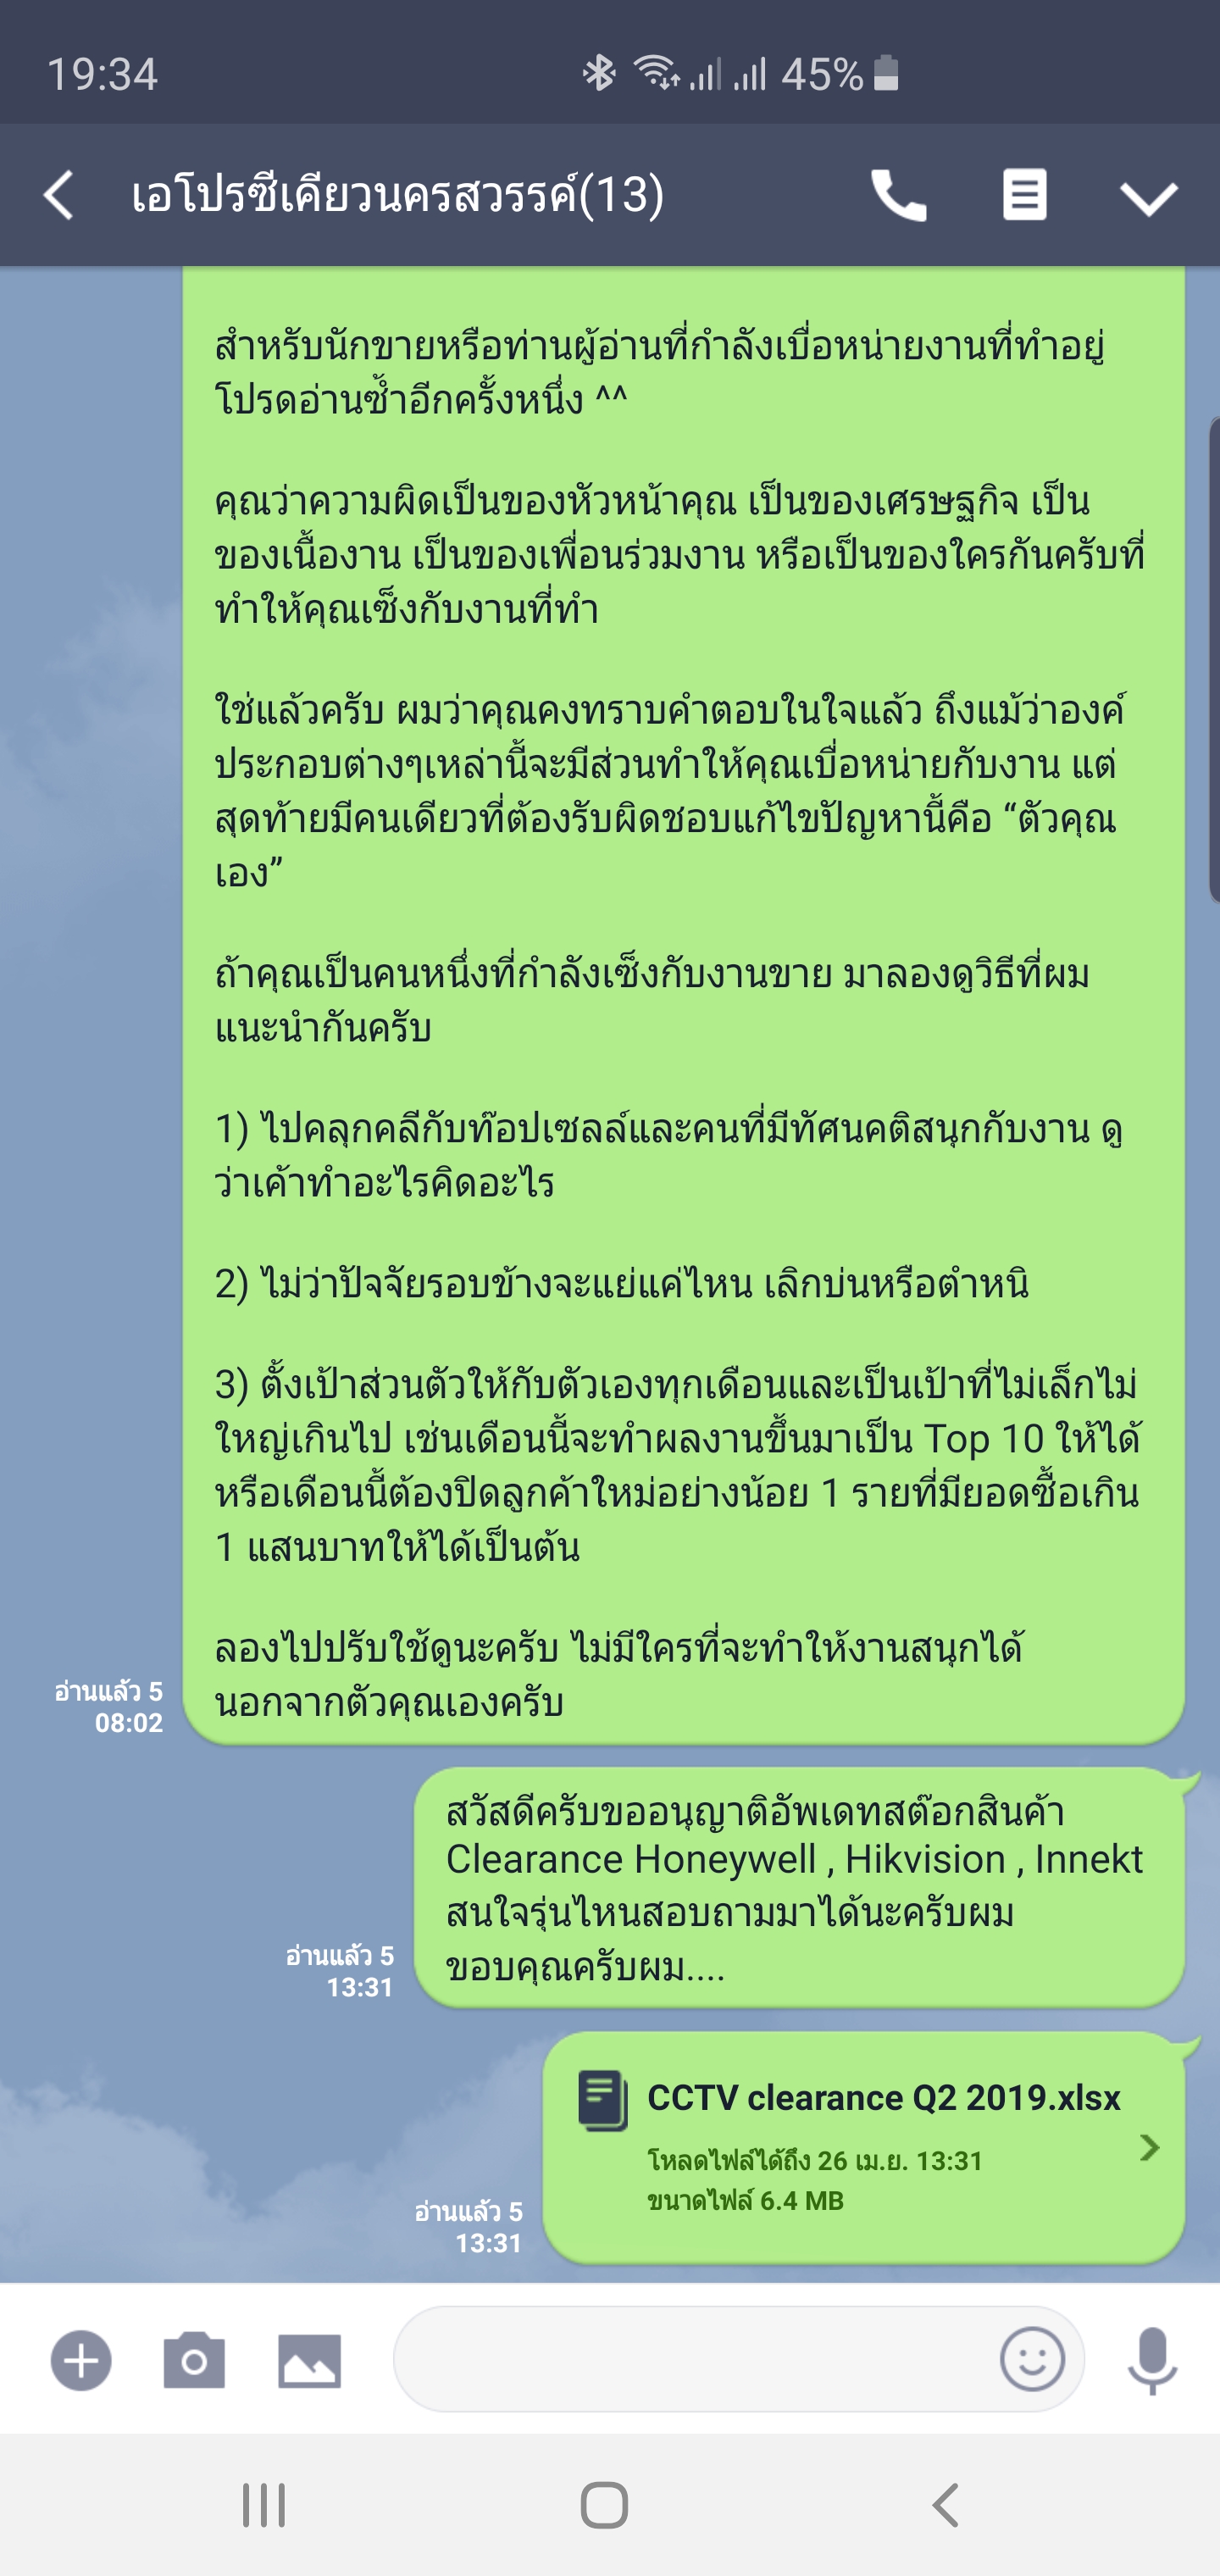 19:34
45%
เอโปรซีเคียวนครสวรรค์(13)
สำหรับนักขายหรือท่านผู้อ่านที่กำลังเบื่อหน่ายงานที่ทำอยู่
โปรดอ่านซ้ำอีกครั้งหนึ่ง ^^
คุณว่าความผิดเป็นของหัวหน้าคุณ เป็นของเศรษฐกิจ เป็น
ของเนื้องาน เป็นของเพื่อนร่วมงาน หรือเป็นของใครกันครับที่
ทำให้คุณเซ็งกับงานที่ทำ
ใช่แล้วครับ ผมว่าคุณคงทราบคำตอบในใจแล้ว ถึงแม้ว่าองค์
ประกอบต่างๆเหล่านี้จะมีส่วนทำให้คุณเบื่อหน่ายกับงาน แต่
สุดท้ายมีคนเดียวที่ต้องรับผิดชอบแก้ไขปัญหานี้คือ “ตัวคุณ
เอง”
ถ้าคุณเป็นคนหนึ่งที่กำลังเซ็งกับงานขาย มาลองดูวิธีที่ผม
แนะนำกันครับ
1) ไปคลุกคลีกับท๊อปเซลล์และคนที่มีทัศนคติสนุกกับงาน ดู
ว่าเค้าทำอะไรคิดอะไร
2) ไม่ว่าปัจจัยรอบข้างจะแย่แค่ไหน เลิกบ่นหรือตำหนิ
3) ตั้งเป้าส่วนตัวให้กับตัวเองทุกเดือนและเป็นเป้าที่ไม่เล็กไม่
ใหญ่เกินไป เช่นเดือนนี้จะทำผลงานขึ้นมาเป็น Top 10 ให้ได้
หรือเดือนนี้ต้องปิดลูกค้าใหม่อย่างน้อย 1 รายที่มียอดซื้อเกิน
1 แสนบาทให้ได้เป็นต้น
ลองไปปรับใช้ดูนะครับ ไม่มีใครที่จะทำให้งานสนุกได้
นอกจากตัวคุณเองครับ
อ่านแล้ว 5
08:02
สวัสดีครับขออนุญาติอัพเดทสต๊อกสินค้า
Clearance Honeywell , Hikvision , Innekt
สนใจรุ่นไหนสอบถามมาได้นะครับผม
ขอบคุณครับผม....
อ่านแล้ว 5
13:31
CCTV clearance Q2 2019.xlsx
โหลดไฟล์ได้ถึง 26 เม.ย. 13:31
ขนาดไฟล์ 6.4 MB
อ่านแล้ว 5
13:31